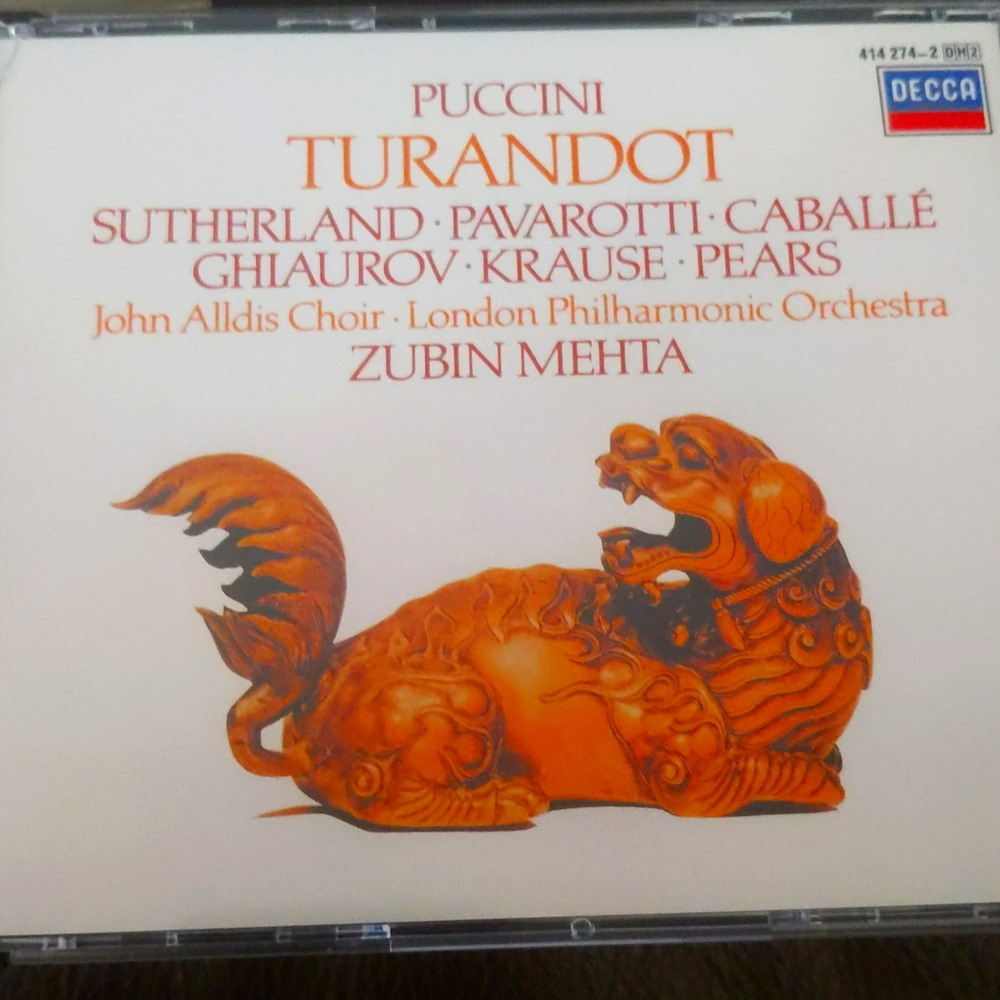 414 274-2 DH2
DECCA
PUCCINI
TURANDOT
SUTHERLAND · PAVAROTTI · CABALLÉ
GHIAUROV · KRAUSE · PEARS
John Alldis Choir · London Philharmonic Orchestra
ZUBIN MEHTA